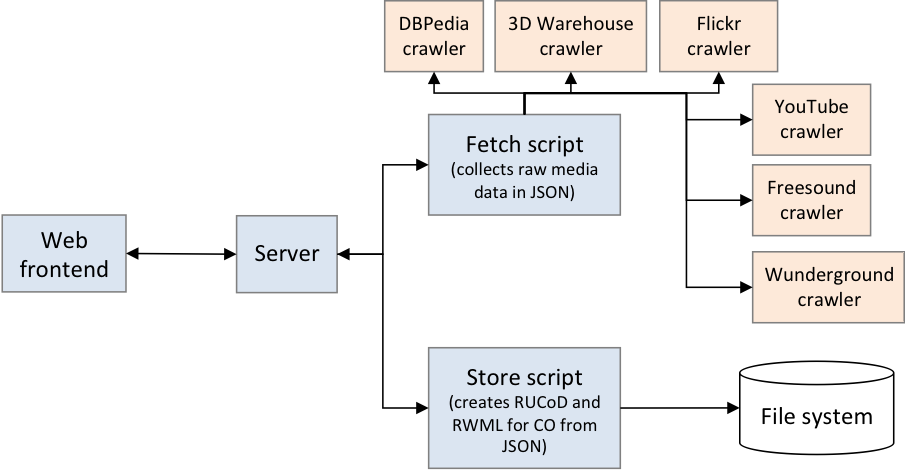 DBPedia
crawler
3D Warehouse
crawler
Flickr
crawler
YouTube
crawler
Fetch script
(collects raw media
data in JSON)
Freesound
crawler
Web
frontend
Server
Wunderground
crawler
Store script
(creates RUCoD and
RWML for CO from
JSON)
File system